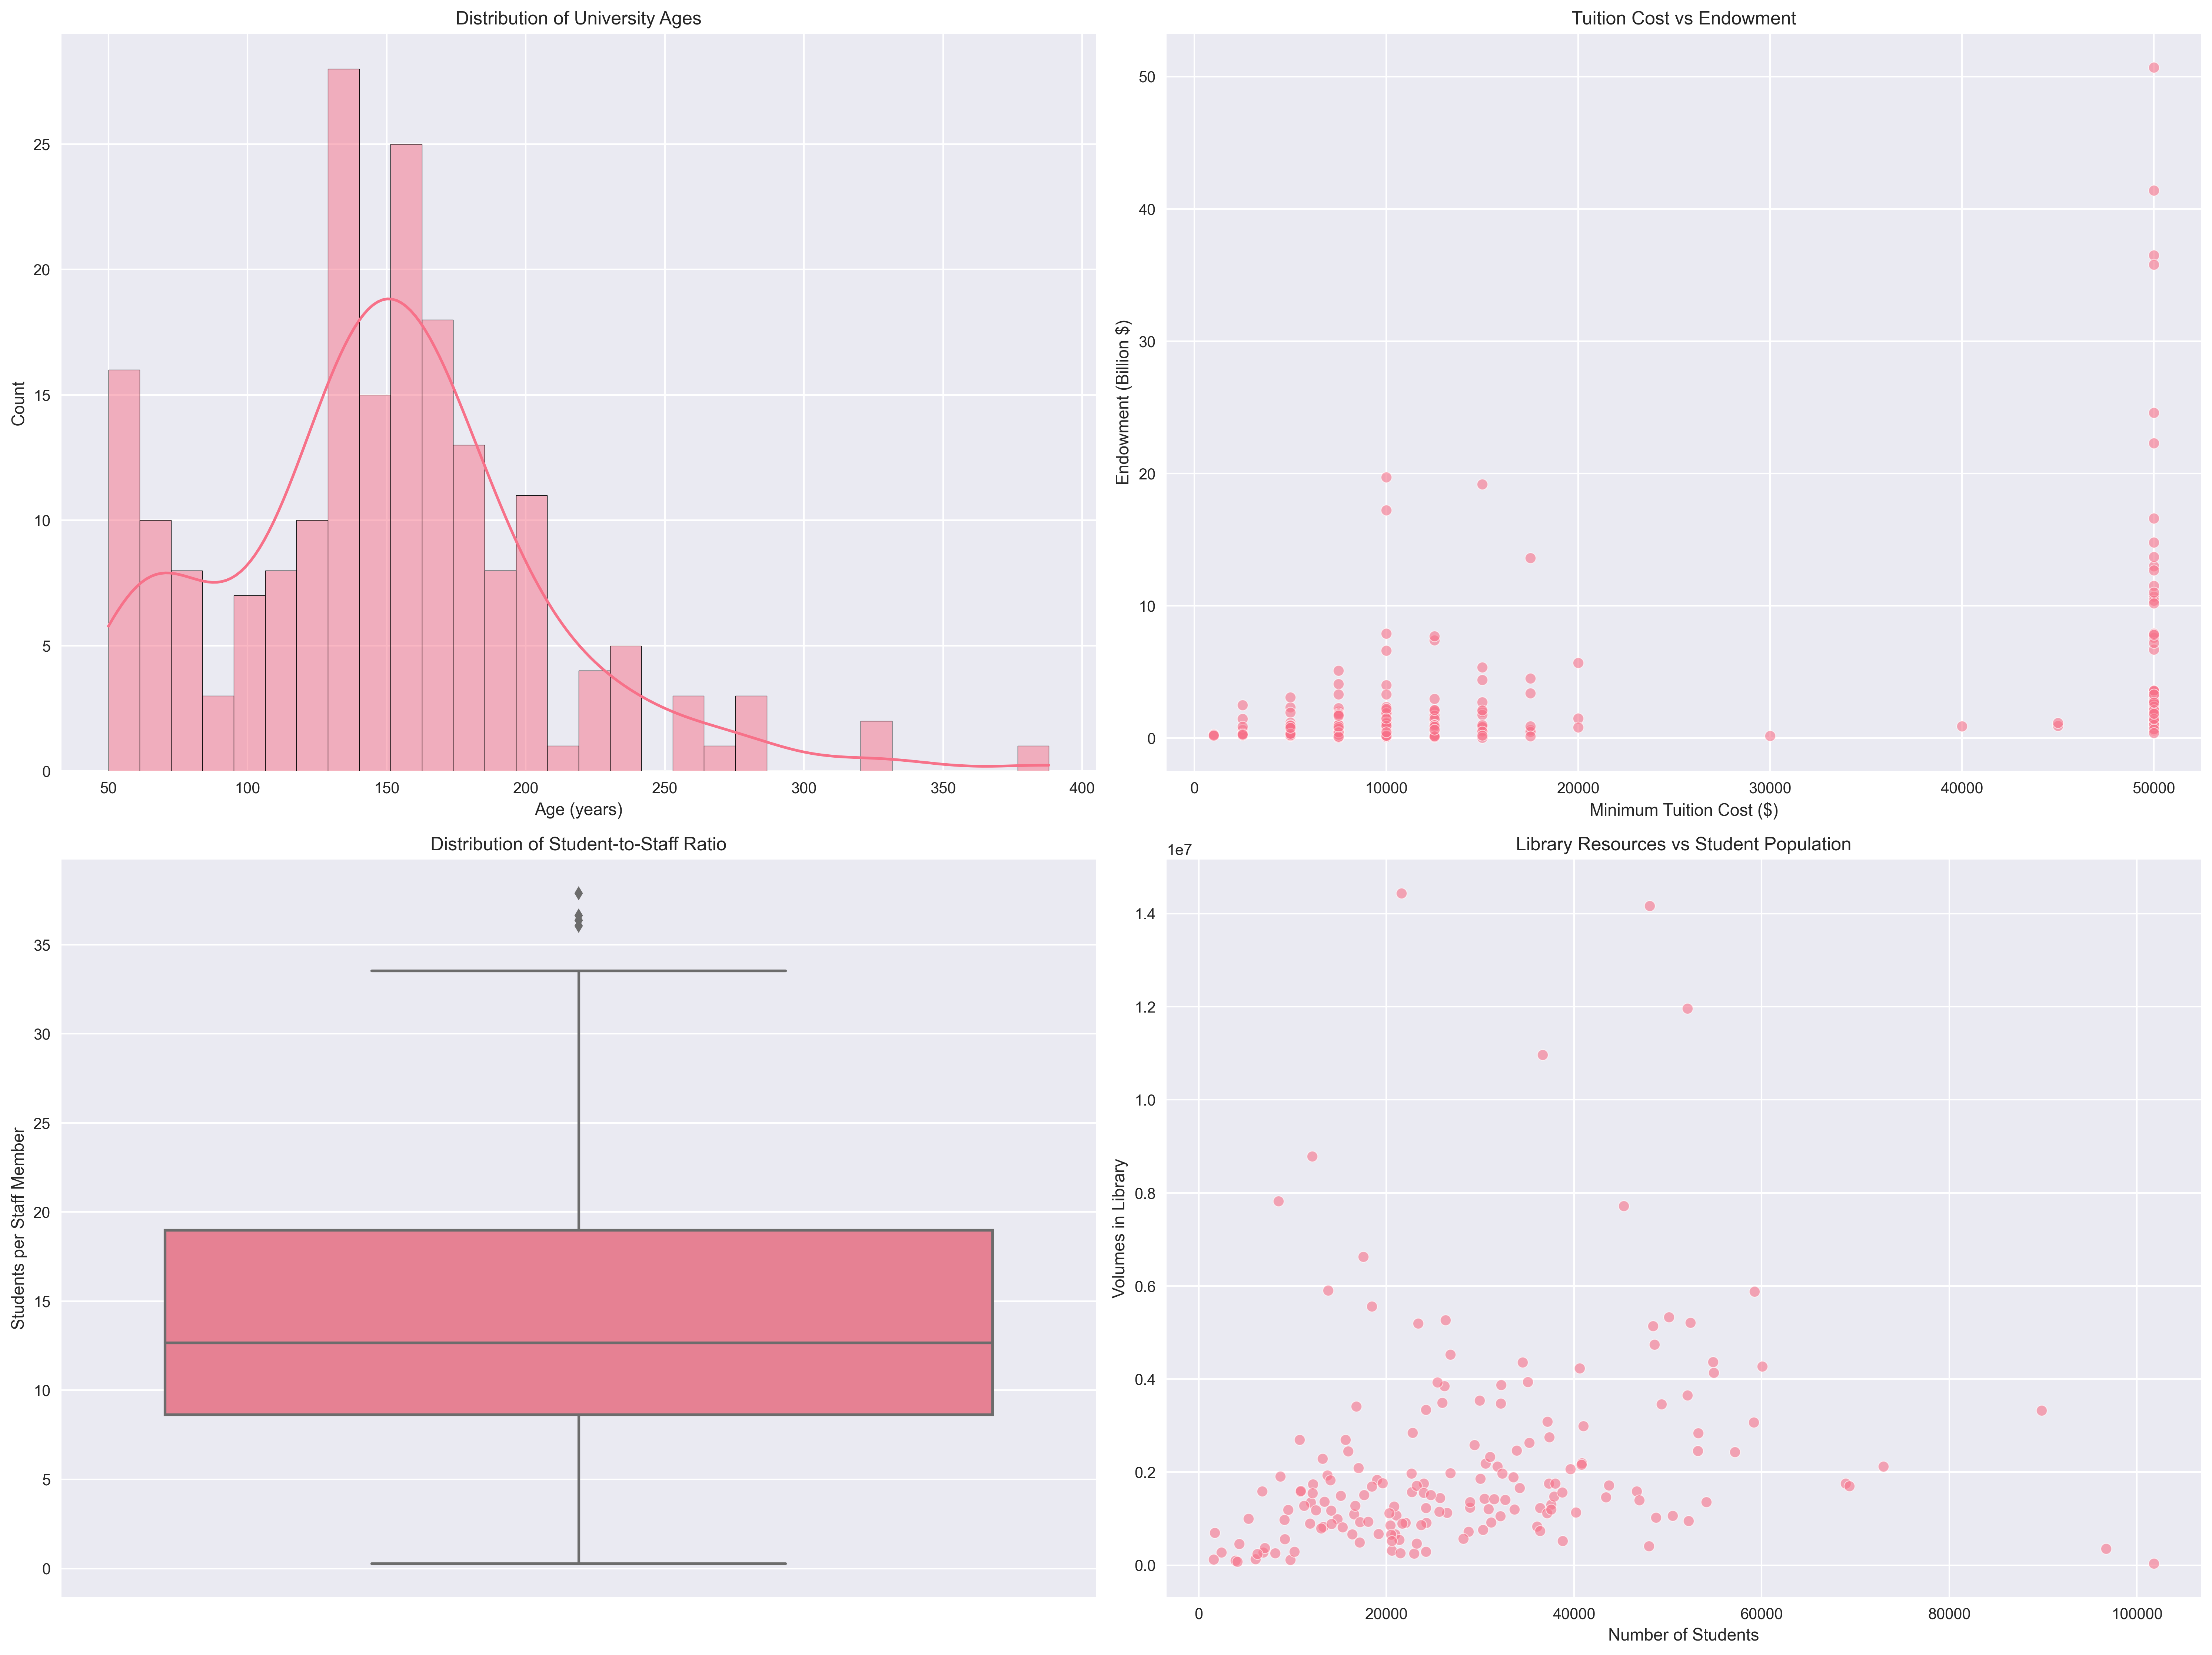 Distribution of University Ages
Count
25
20
15
10
5
0
50 100 150 200 250 300 350 400
Age (years)
Tuition Cost vs Endowment
Endowment (Billion $)
50
40
30
20
10
0
0 10000 20000 30000 40000 50000
Minimum Tuition Cost ($)
Distribution of Student-to-Staff Ratio
Students per Staff Member
35
30
25
20
15
10
5
0
Library Resources vs Student Population
1e7
Volumes in Library
1.4
1.2
1.0
0.8
0.6
0.4
0.2
0.0
0 20000 40000 60000 80000 100000
Number of Students